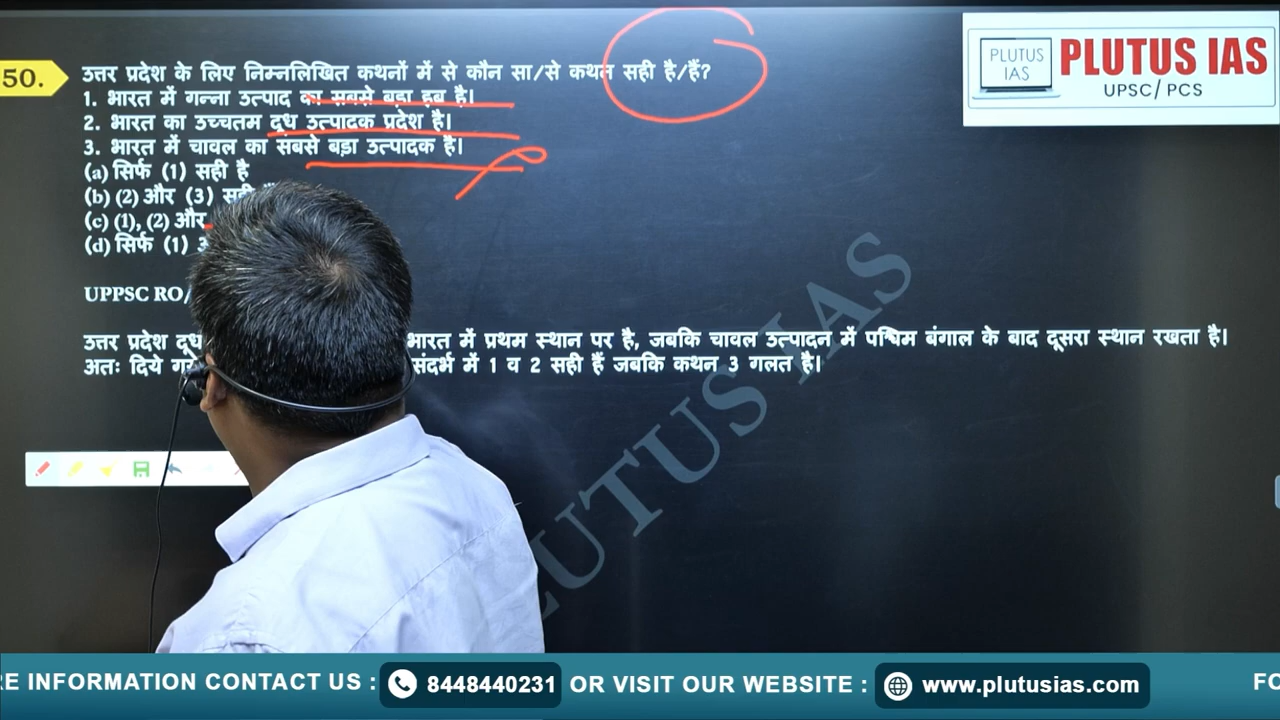 50.
उत्तर प्रदेश के लिए निम्नलिखित कथनों में से कौन सा/से कथन सही है/हैं?
1. भारत में गन्ना उत्पाद का सबसे बड़ा हब है।
2. भारत का उच्चतम दूध उत्पादक प्रदेश है।
3. भारत में चावल का सबसे बड़ा उत्पादक है।
(a) सिर्फ (1) सही है
(b) (2) और (3) सही
(c) (1), (2) और
(d) सिर्फ (1)
UPPSC RO/
उत्तर प्रदेश दूध भारत में प्रथम स्थान पर है, जबकि चावल उत्पादन में पश्चिम बंगाल के बाद दूसरा स्थान रखता है।
अतः दिये संदर्भ में 1 व 2 सही हैं जबकि कथन 3 गलत है।
PLUTUS IAS
PLUTUS IAS
UPSC/ PCS
LUTUS IAS
RE INFORMATION CONTACT US : 8448440231 OR VISIT OUR WEBSITE : www.plutusias.com FO